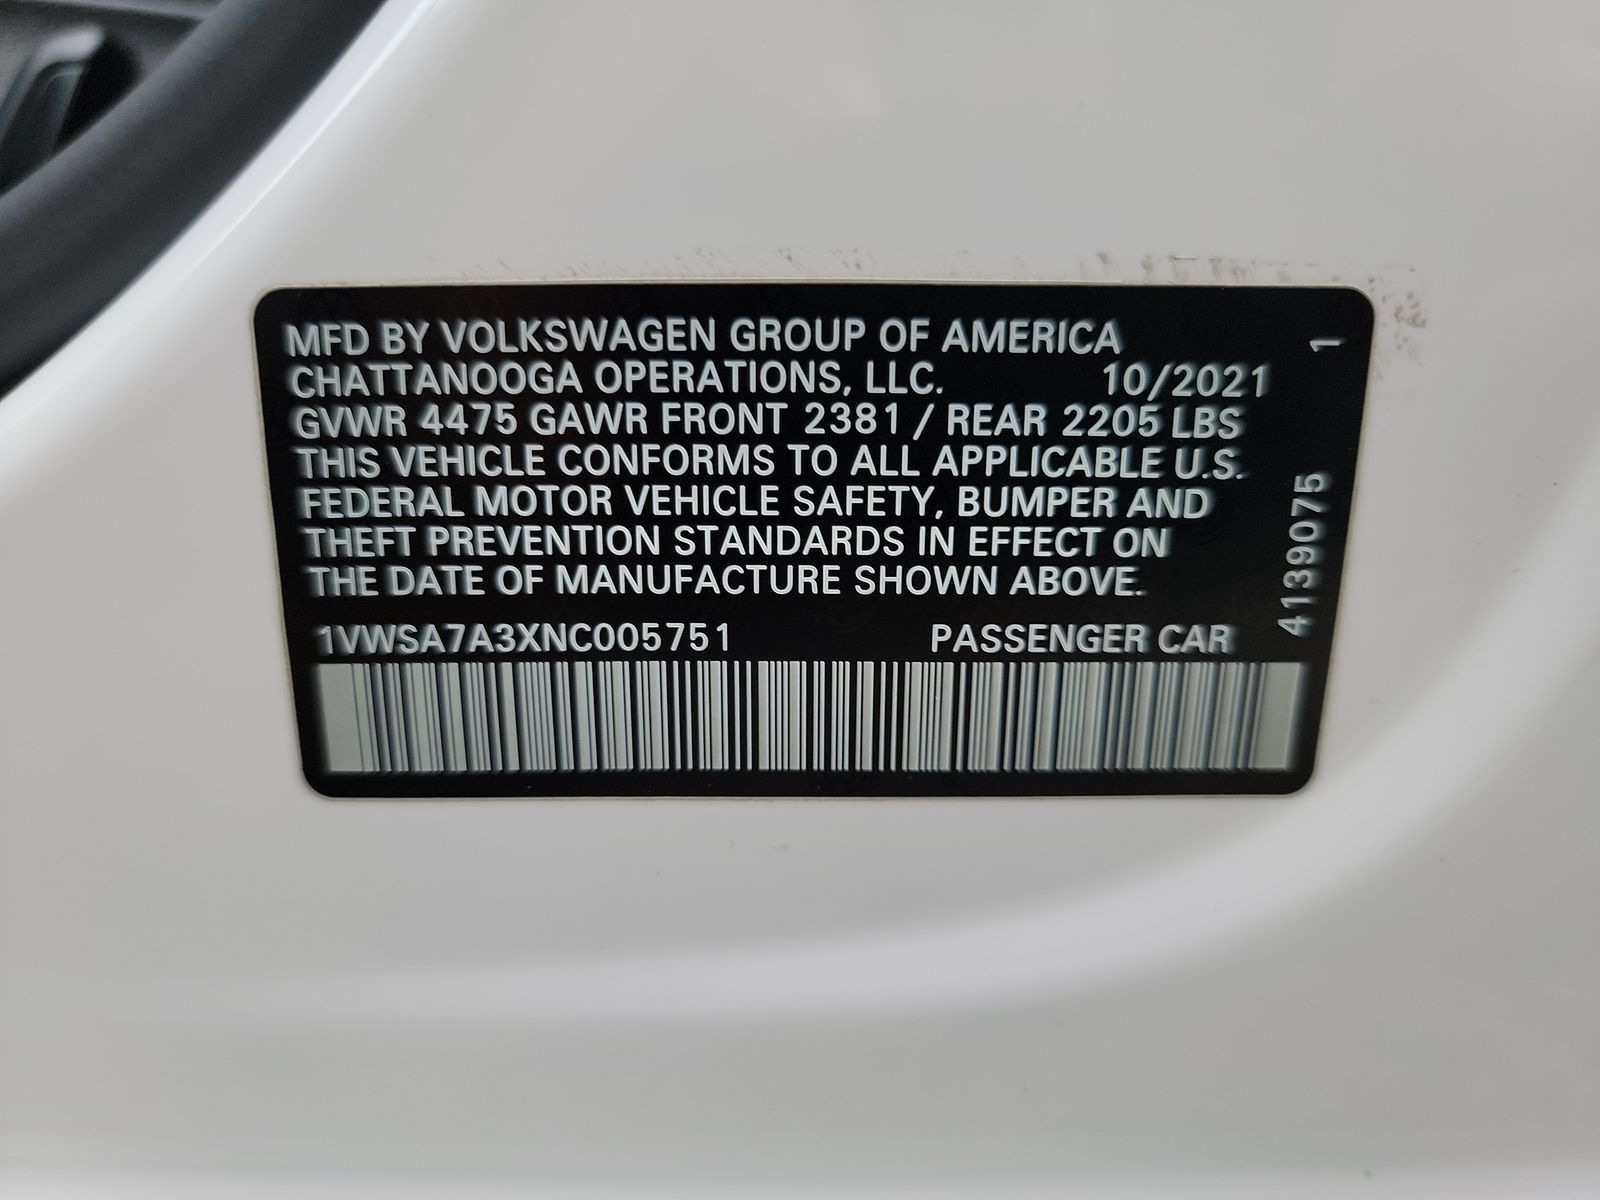 MFD BY VOLKSWAGEN GROUP OF AMERICA
CHATTANOOGA OPERATIONS, LLC. 10/2021
GVWR 4475 GAWR FRONT 2381 / REAR 2205 LBS
THIS VEHICLE CONFORMS TO ALL APPLICABLE U.S.
FEDERAL MOTOR VEHICLE SAFETY, BUMPER AND
THEFT PREVENTION STANDARDS IN EFFECT ON
THE DATE OF MANUFACTURE SHOWN ABOVE.
1VWSA7A3XNC005751 PASSENGER CAR
4139075 1